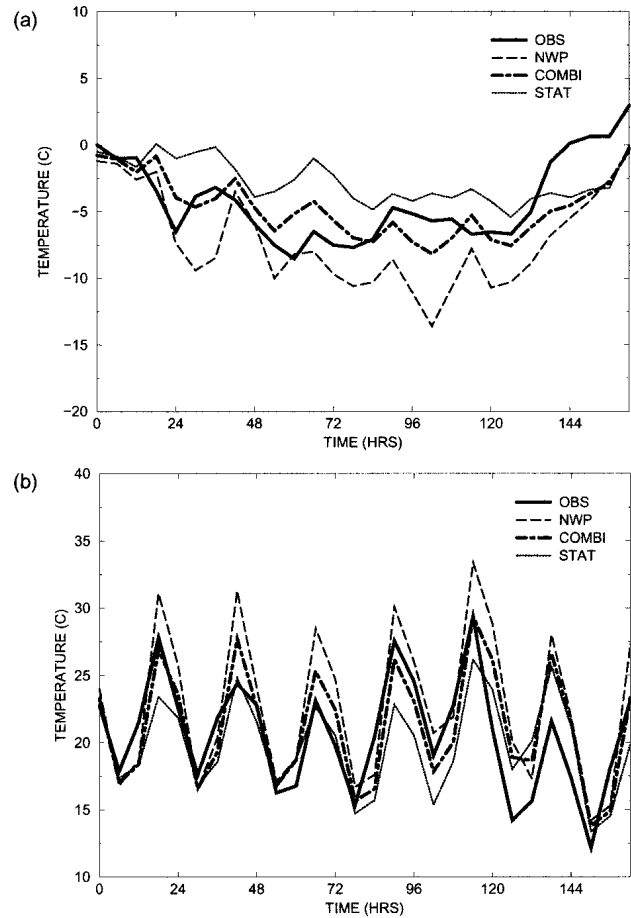 (a)
10
5
0
−5
−10
−15
−20
TEMPERATURE (C)
OBS
NWP
COMBI
STAT
0 24 48 72 96 120 144
TIME (HRS)
(b)
40
35
30
25
20
15
10
TEMPERATURE (C)
OBS
NWP
COMBI
STAT
0 24 48 72 96 120 144
TIME (HRS)